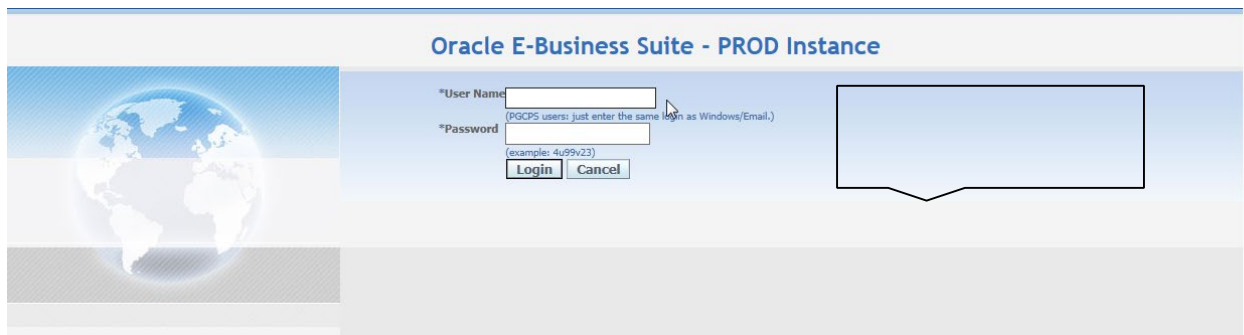 Oracle E-Business Suite - PROD Instance
*User Name
(PGCPS users: just enter the same login as Windows/Email.)
*Password
(example: 4u99v23)
Login Cancel